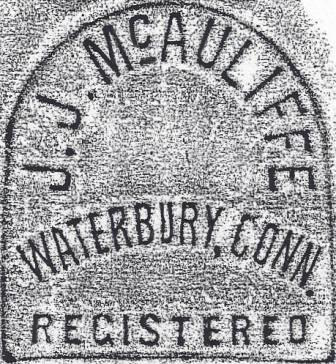 J. J. McAULIFFE
WATERBURY, CONN.
REGISTERED